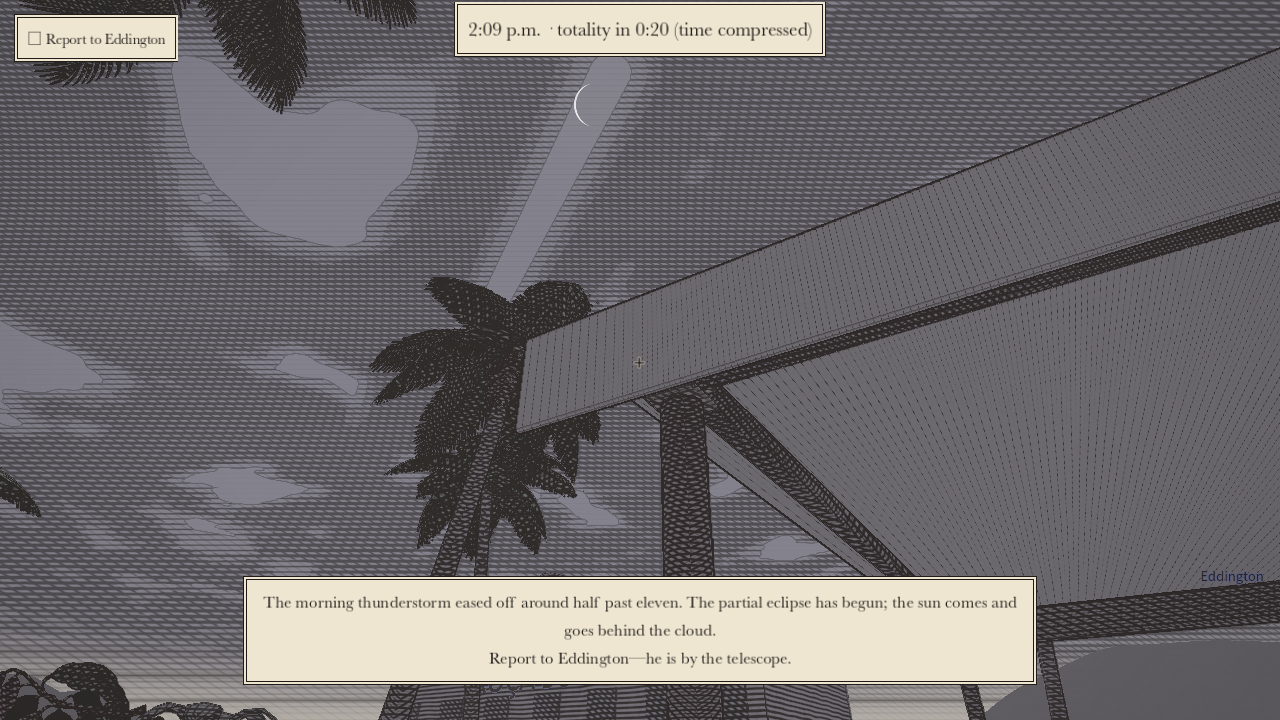 ☐ Report to Eddington
2:09 p.m. · totality in 0:20 (time compressed)
Eddington
The morning thunderstorm eased off around half past eleven. The partial eclipse has begun; the sun comes and
goes behind the cloud.
Report to Eddington—he is by the telescope.